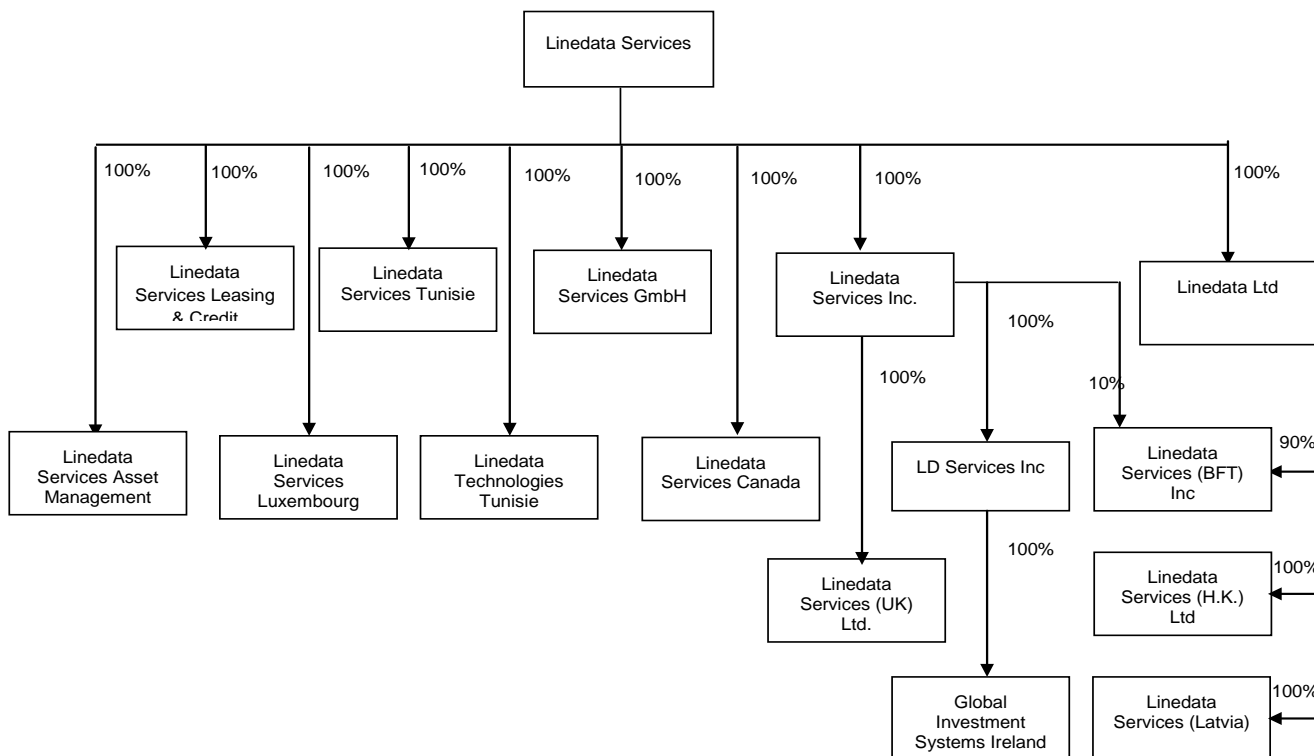 Linedata Services
100%
100%
100%
100%
100%
100%
100%
100%
100%
Linedata
Services Leasing
& Credit
Linedata
Services Tunisie
Linedata
Services GmbH
Linedata
Services Inc.
Linedata Ltd
100%
100%
10%
Linedata
Services Asset
Management
Linedata
Services
Luxembourg
Linedata
Technologies
Tunisie
Linedata
Services Canada
LD Services Inc
Linedata
Services (BFT)
Inc
90%
100%
Linedata
Services (UK)
Ltd.
Linedata
Services (H.K.)
Ltd
100%
Global
Investment
Systems Ireland
Linedata
Services (Latvia)
100%